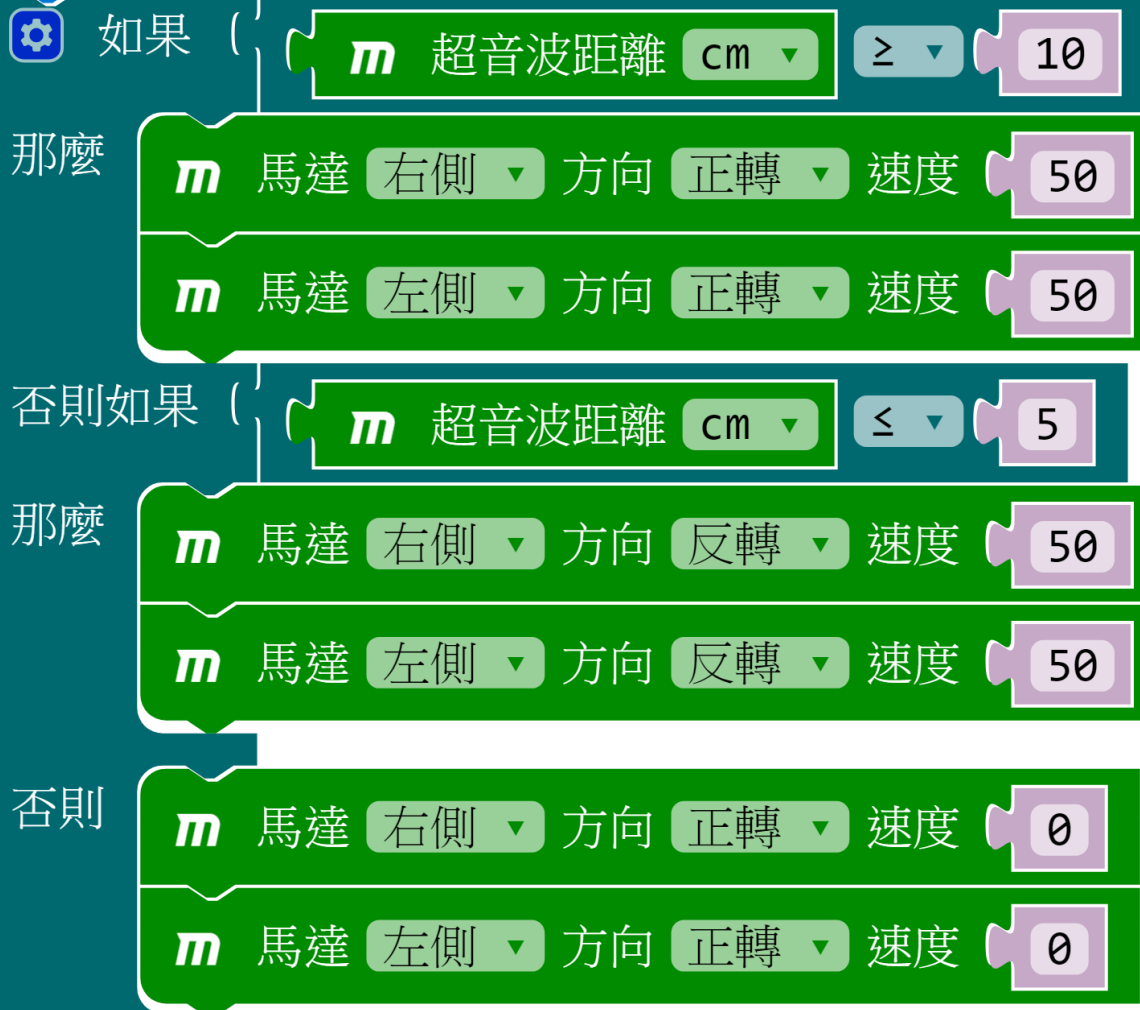 如果 超音波距離 cm ≥ 10
那麼 馬達 右側 方向 正轉 速度 50
馬達 左側 方向 正轉 速度 50
否則如果 超音波距離 cm ≤ 5
那麼 馬達 右側 方向 反轉 速度 50
馬達 左側 方向 反轉 速度 50
否則 馬達 右側 方向 正轉 速度 0
馬達 左側 方向 正轉 速度 0